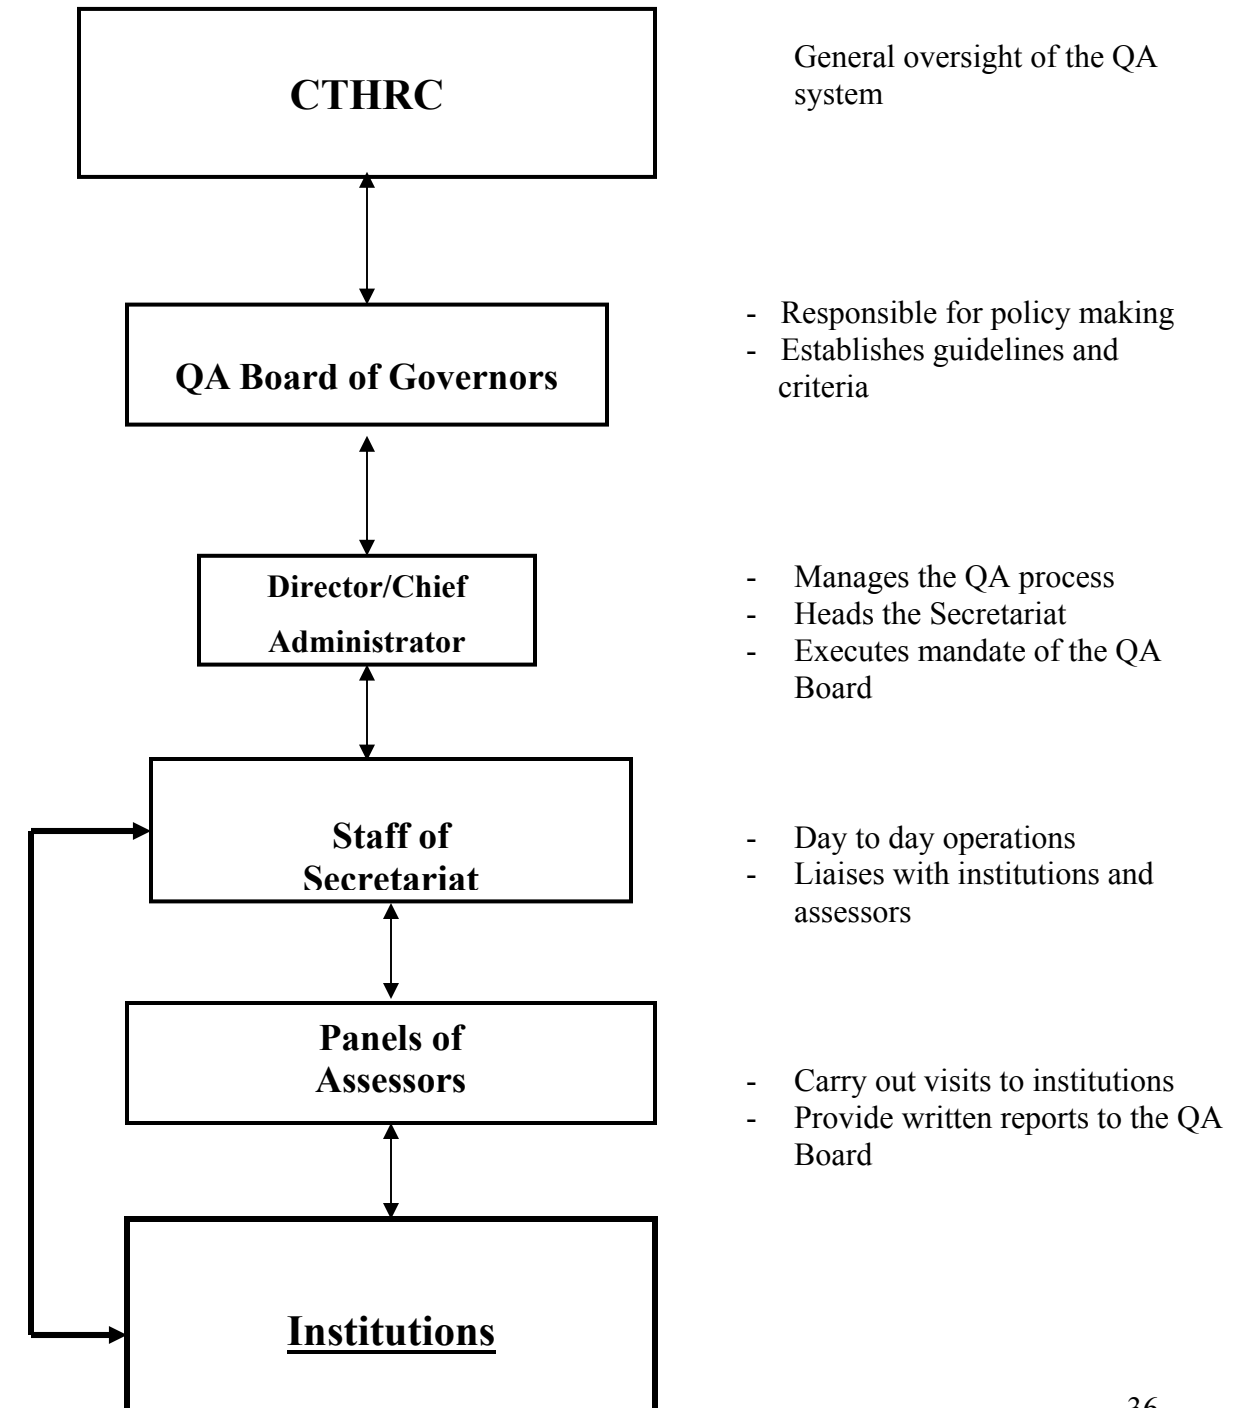 CTHRC
General oversight of the QA
system
QA Board of Governors
- Responsible for policy making
- Establishes guidelines and
criteria
Director/Chief
Administrator
- Manages the QA process
- Heads the Secretariat
- Executes mandate of the QA
Board
Staff of
Secretariat
- Day to day operations
- Liaises with institutions and
assessors
Panels of
Assessors
- Carry out visits to institutions
- Provide written reports to the QA
Board
Institutions
36